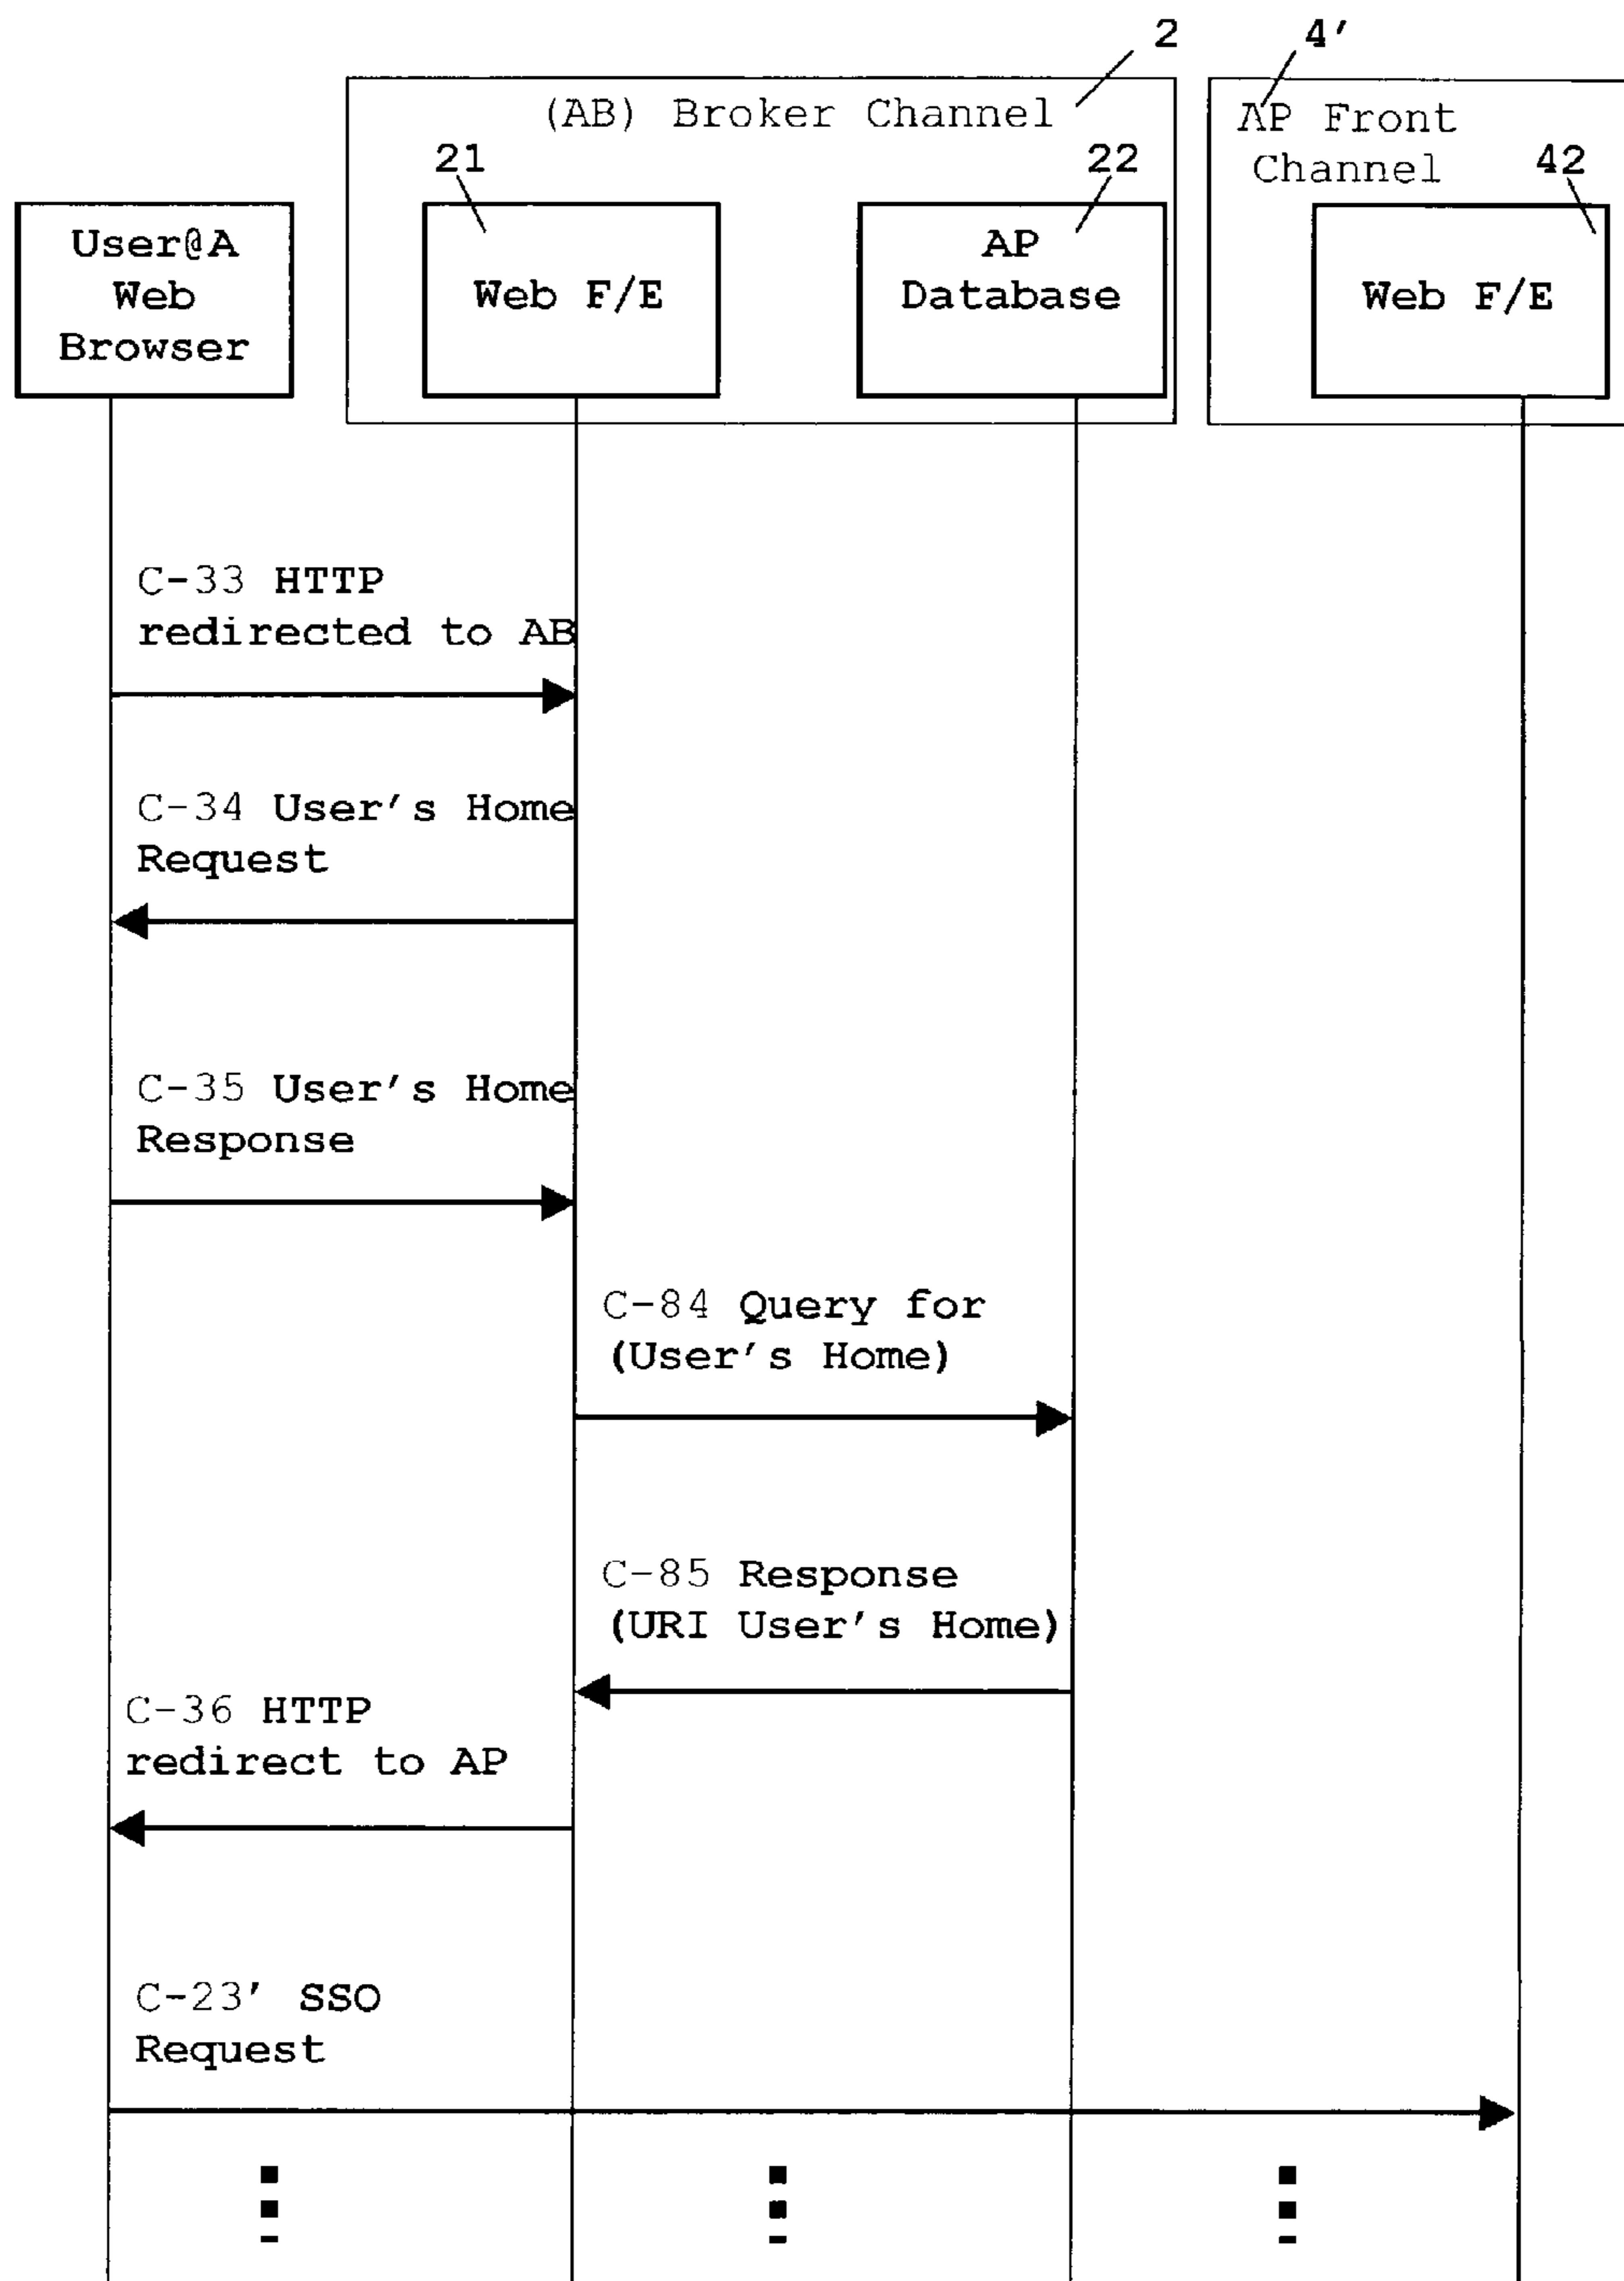 2
4'
(AB) Broker Channel
AP Front
Channel
21
22
42
User@A
Web
Browser
Web F/E
AP
Database
Web F/E
C-33 HTTP
redirected to AB
C-34 User's Home
Request
C-35 User's Home
Response
C-84 Query for
(User's Home)
C-85 Response
(URI User's Home)
C-36 HTTP
redirect to AP
C-23' SSO
Request